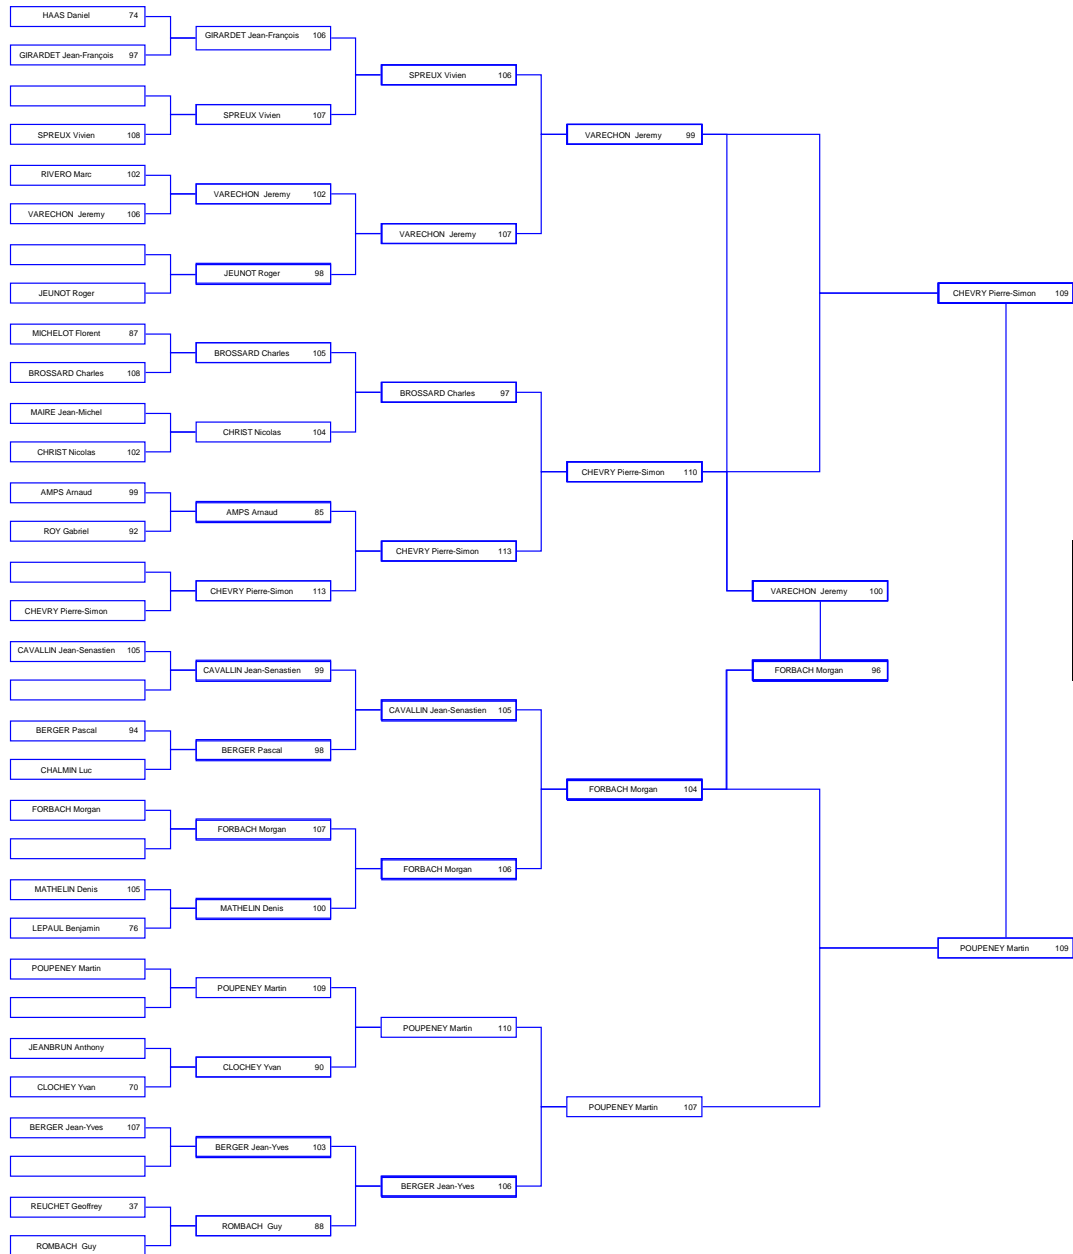 HAAS Daniel 74
GIRARDET Jean-François 97
SPREUX Vivien 108
RIVERO Marc 102
VARECHON Jeremy 106
JEUNOT Roger
MICHELOT Florent 87
BROSSARD Charles 108
MAIRE Jean-Michel
CHRIST Nicolas 102
AMPS Arnaud 99
ROY Gabriel 92
CHEVRY Pierre-Simon
CAVALLIN Jean-Senastien 105
BERGER Pascal 94
CHALMIN Luc
FORBACH Morgan
MATHELIN Denis 105
LEPAUL Benjamin 76
POUPENEY Martin
JEANBRUN Anthony
CLOCHEY Yvan 70
BERGER Jean-Yves 107
REUCHET Geoffrey 37
ROMBACH Guy
GIRARDET Jean-François 106
SPREUX Vivien 107
VARECHON Jeremy 102
JEUNOT Roger 98
BROSSARD Charles 105
CHRIST Nicolas 104
AMPS Arnaud 85
CHEVRY Pierre-Simon 113
CAVALLIN Jean-Senastien 99
BERGER Pascal 98
FORBACH Morgan 107
MATHELIN Denis 100
POUPENEY Martin 109
CLOCHEY Yvan 90
BERGER Jean-Yves 103
ROMBACH Guy 88
SPREUX Vivien 106
VARECHON Jeremy 107
BROSSARD Charles 97
CHEVRY Pierre-Simon 113
CAVALLIN Jean-Senastien 105
FORBACH Morgan 106
POUPENEY Martin 110
BERGER Jean-Yves 106
VARECHON Jeremy 99
CHEVRY Pierre-Simon 110
FORBACH Morgan 104
POUPENEY Martin 107
VARECHON Jeremy 100
FORBACH Morgan 96
CHEVRY Pierre-Simon 109
POUPENEY Martin 109